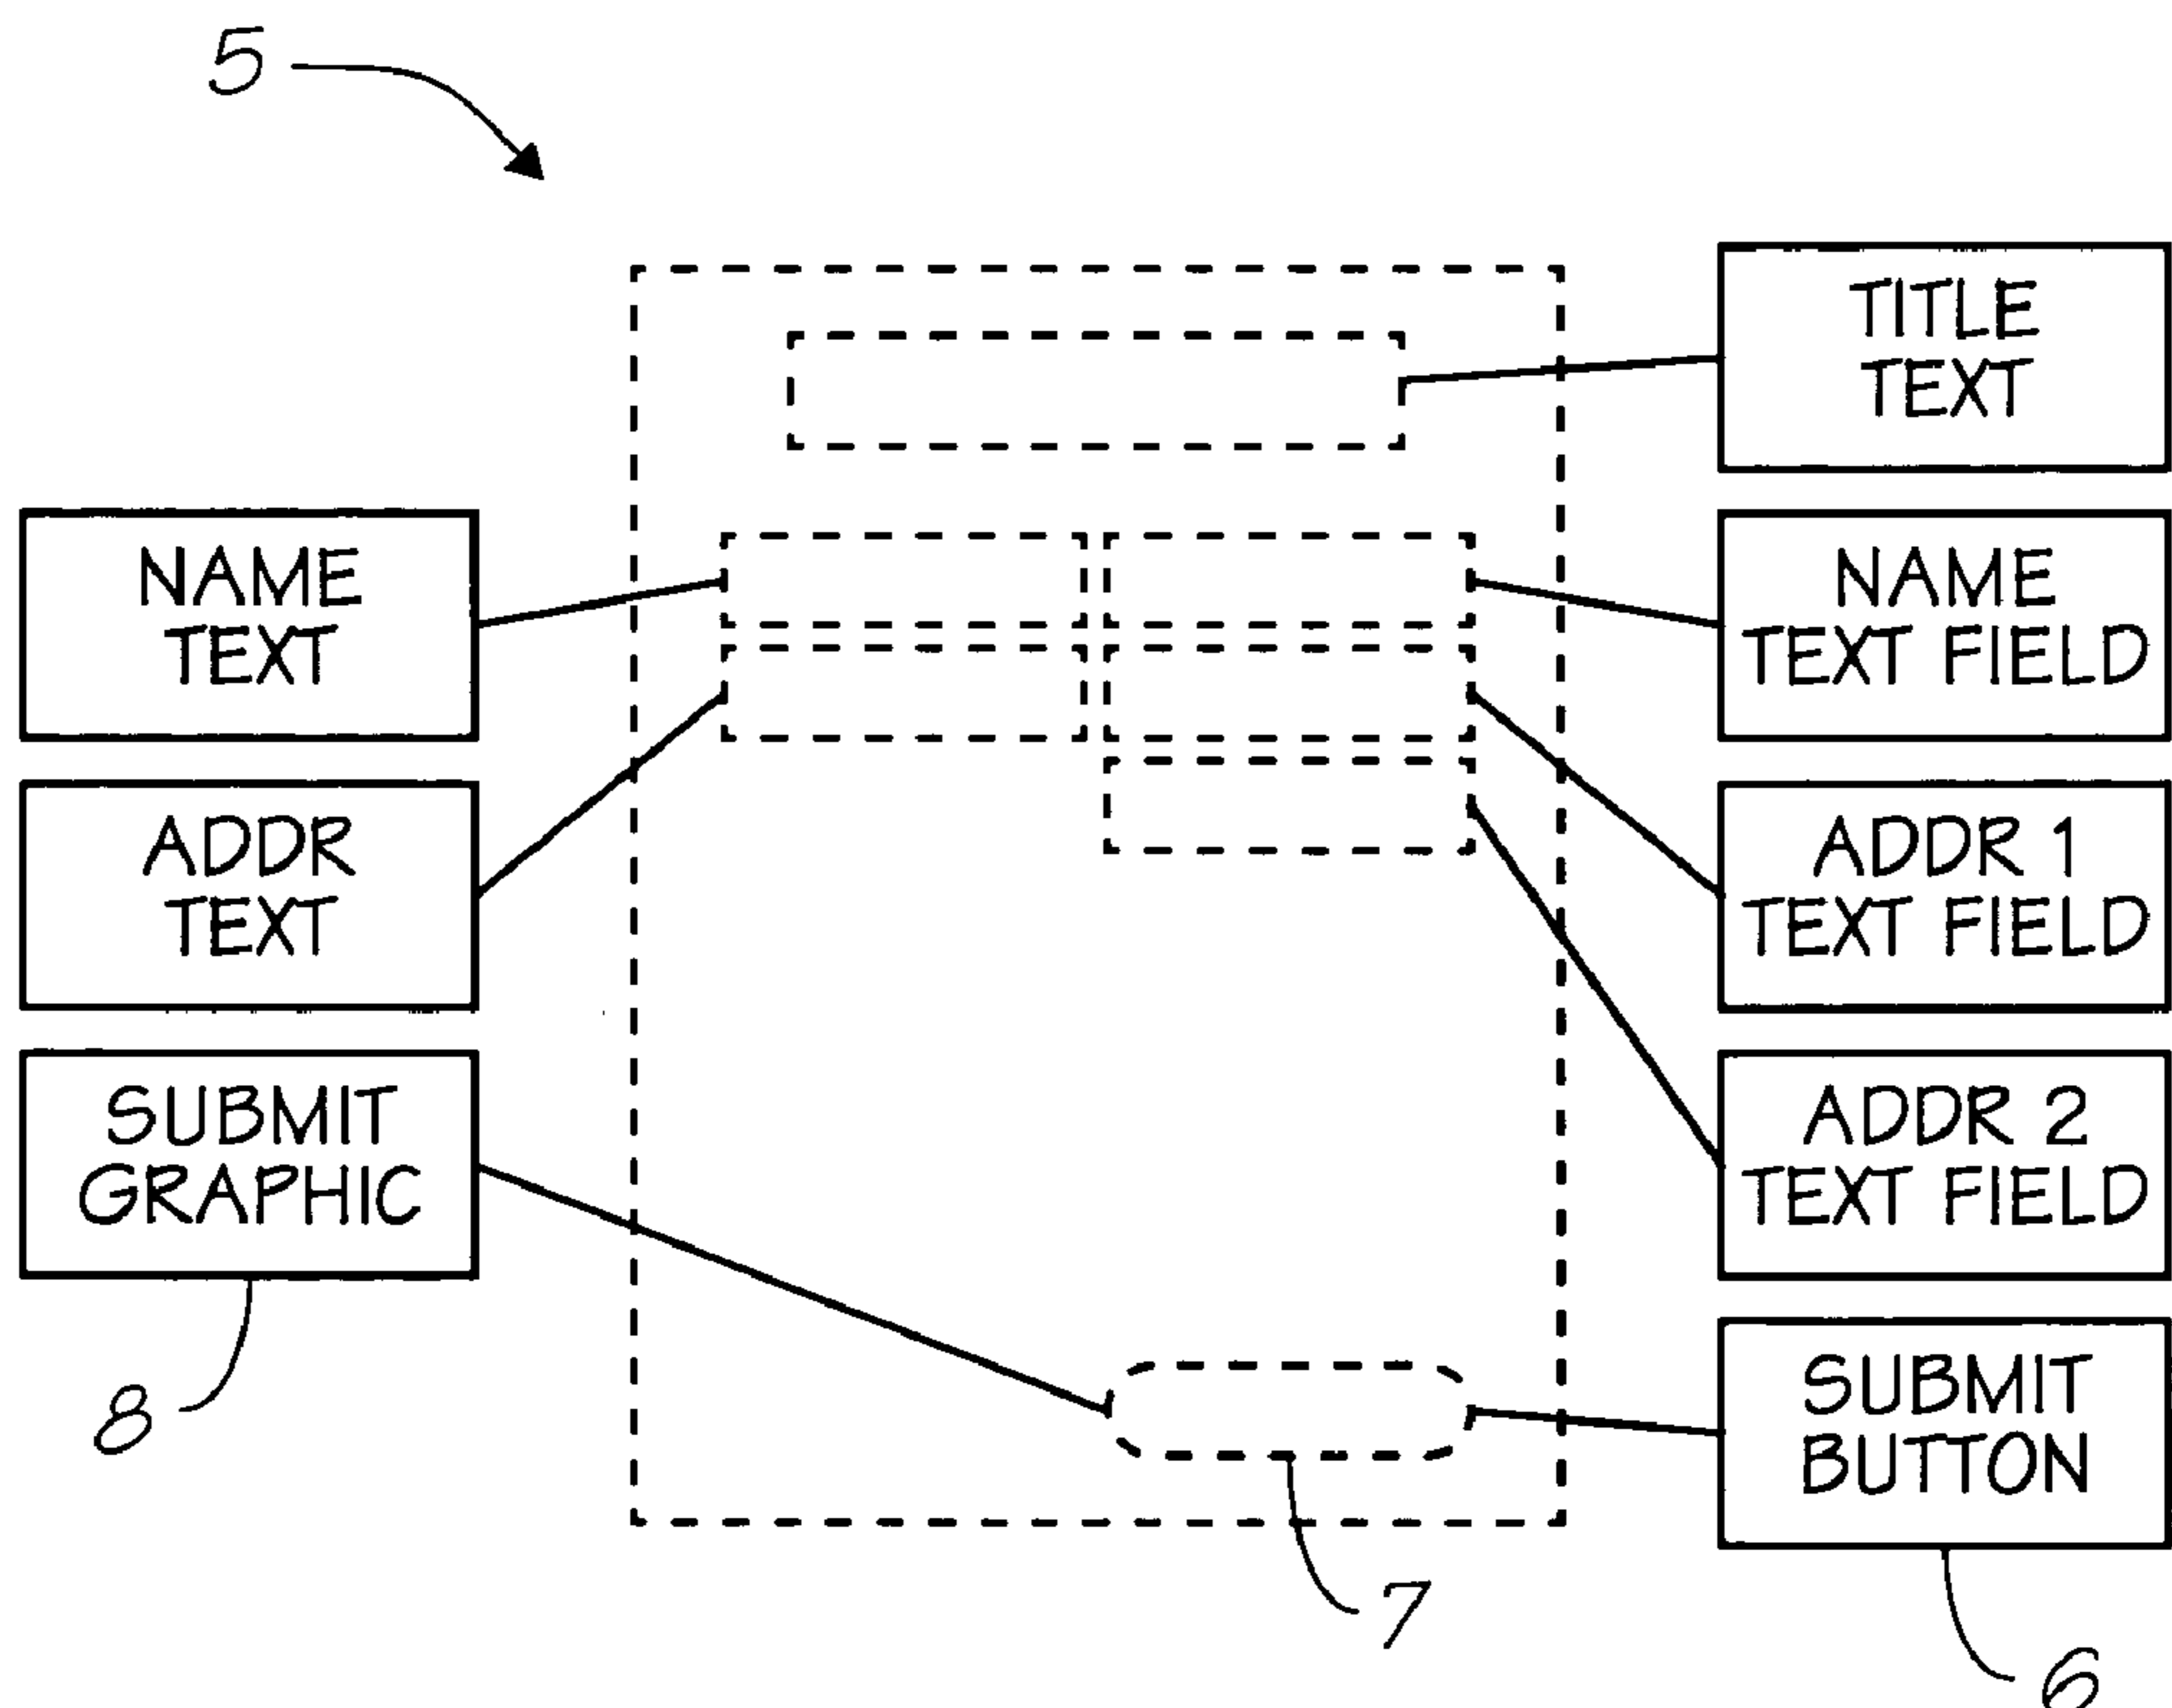 5
TITLE
TEXT
NAME
TEXT
NAME
TEXT FIELD
ADDR
TEXT
ADDR 1
TEXT FIELD
SUBMIT
GRAPHIC
ADDR 2
TEXT FIELD
8
SUBMIT
BUTTON
7
6